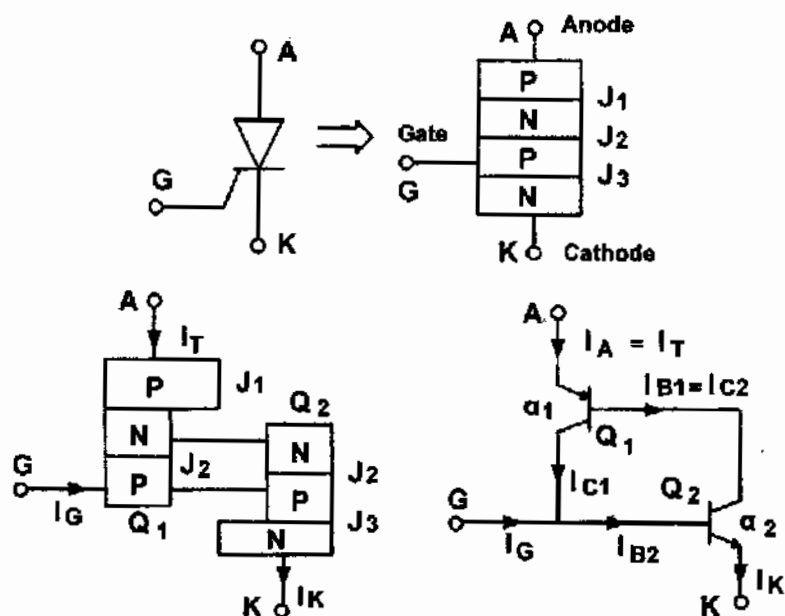 A
G
K
A Anode
P
N
P
N
J1
J2
J3
Gate
G
K Cathode
A
IT
P
J1
N
J2
P
G
IG
Q1
Q2
N
J2
P
J3
N
K
IK
A
IA = IT
α1
IB1=IC2
Q1
IC1
Q2
α2
G
IG
IB2
IK
K